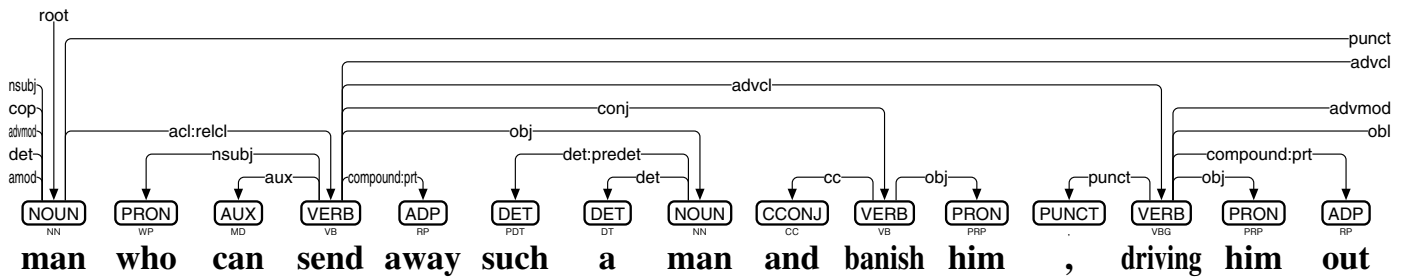 root
punct
advcl
nsubj advcl
cop conj advmod
advmod acl:relcl obj obl
det nsubj det:predet compound:prt
amod aux compound:prt det cc obj punct obj
NOUN PRON AUX VERB ADP DET DET NOUN CCONJ VERB PRON PUNCT VERB PRON ADP
NN WP MD VB RP PDT DT NN CC VB PRP , VBG PRP RP
man who can send away such a man and banish him , driving him out